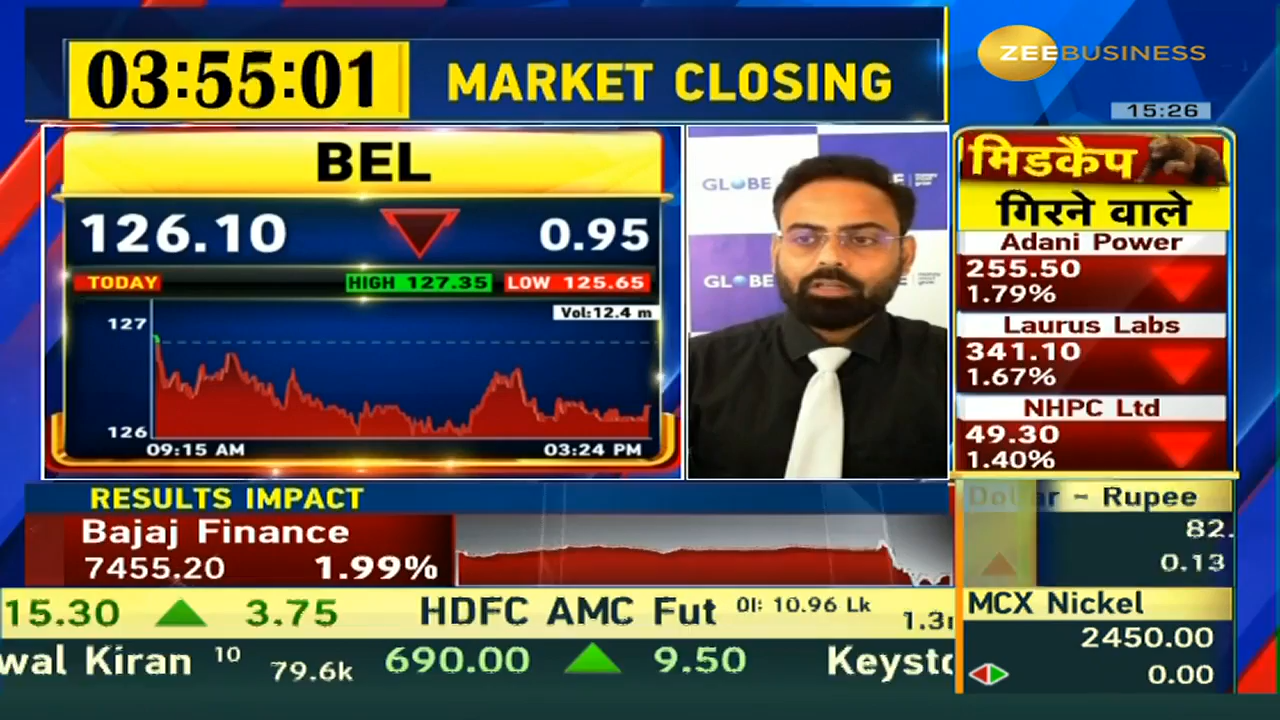 03:55:01
MARKET CLOSING
ZEEBUSINESS
15:26
BEL
126.10
0.95
TODAY
HIGH 127.35
LOW 125.65
Vol:12.4 m
127
126
09:15 AM
03:24 PM
GLOBE
GLOBE
मिडकैप
गिरने वाले
Adani Power
255.50
1.79%
Laurus Labs
341.10
1.67%
NHPC Ltd
49.30
1.40%
RESULTS IMPACT
Bajaj Finance
7455.20 1.99%
Dollar - Rupee
82.
0.13
MCX Nickel
2450.00
0.00
15.30 3.75 HDFC AMC Fut OI: 10.96 Lk 1.3
wal Kiran 10 79.6k 690.00 9.50 Keysto